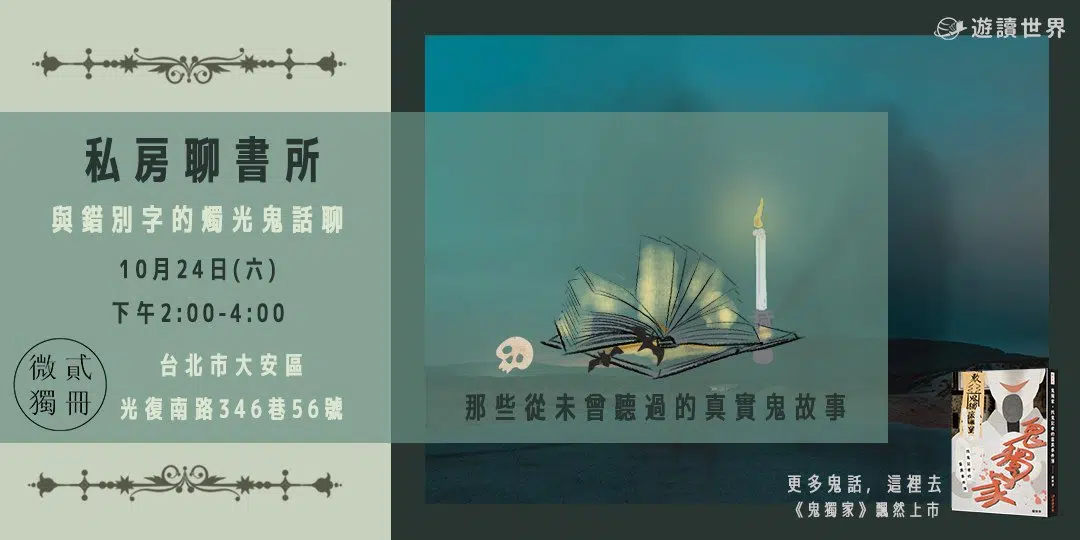 遊讀世界
私房聊書所
與錯別字的燭光鬼話聊
10月24日(六)
下午2:00-4:00
微貳
獨冊
台北市大安區
光復南路346巷56號
那些從未曾聽過的真實鬼故事
更多鬼話，這裡去
《鬼獨家》飄然上市
鬼獨家